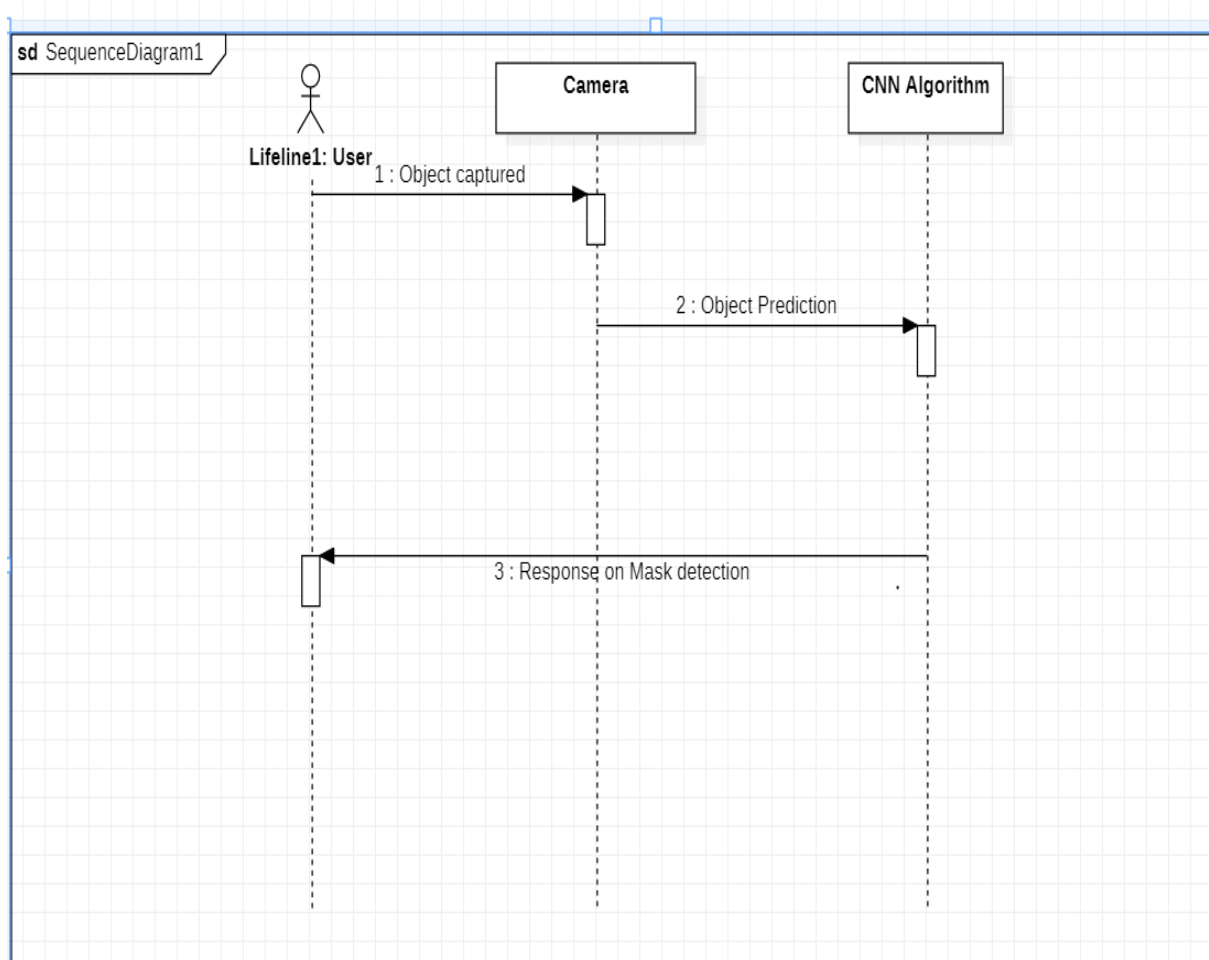 sd SequenceDiagram1
Camera
CNN Algorithm
Lifeline1: User
1 : Object captured
2 : Object Prediction
3 : Response on Mask detection